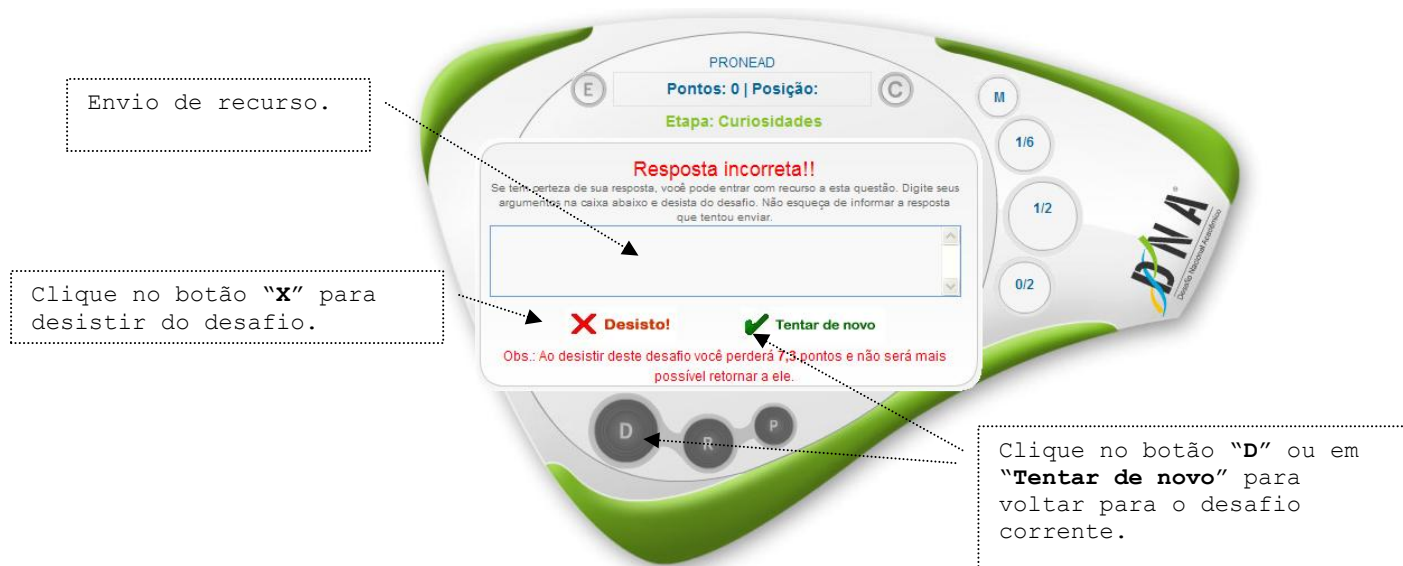 PRONEAD
E
Pontos: 0 | Posição:
C
Etapa: Curiosidades
M
1/6
1/2
0/2
Envio de recurso.
Resposta incorreta!!
Se tem certeza de sua resposta, você pode entrar com recurso a esta questão. Digite seus
argumentos na caixa abaixo e desista do desafio. Não esqueça de informar a resposta
que tentou enviar.
Clique no botão “X” para
desistir do desafio.
Desisto!
Tentar de novo
Obs.: Ao desistir deste desafio você perderá 7,3 pontos e não será mais
possível retornar a ele.
D
R
P
DNA
Desafio Nacional Acadêmico
Clique no botão “D” ou em
“Tentar de novo” para
voltar para o desafio
corrente.